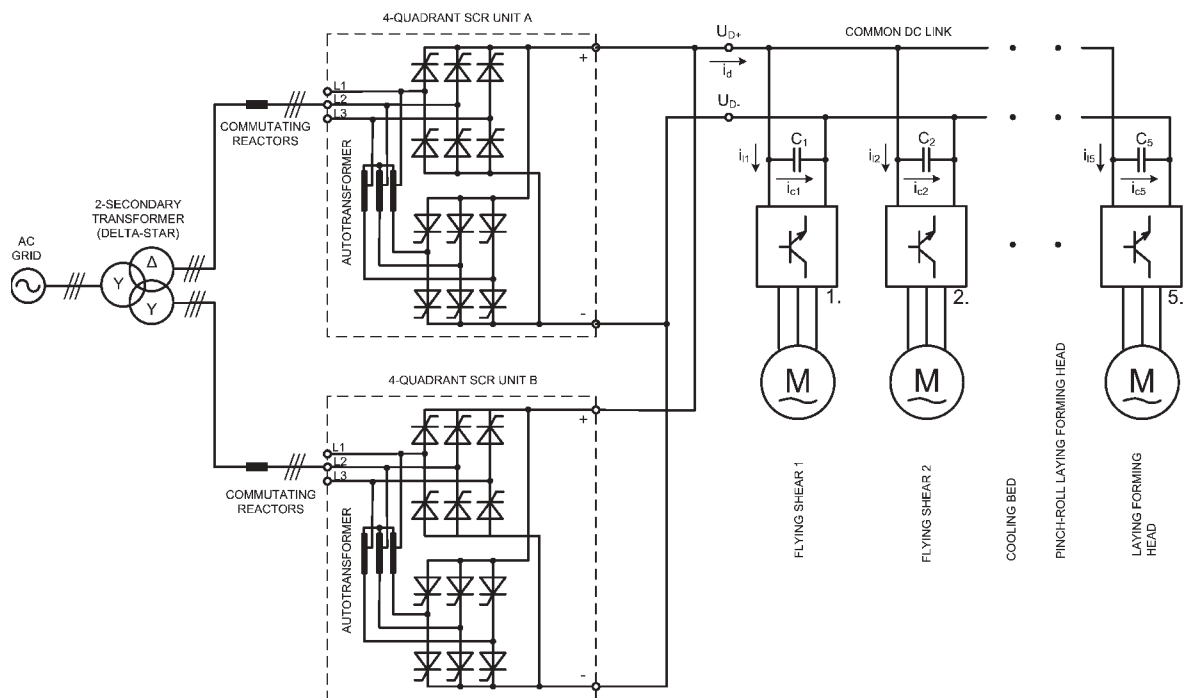 4-QUADRANT SCR UNIT A
+
L1
L2
L3
COMMUTATING
REACTORS
AUTOTRANSFORMER
-
2-SECONDARY
TRANSFORMER
(DELTA-STAR)
AC
GRID
Δ
Y
Y
4-QUADRANT SCR UNIT B
+
L1
L2
L3
COMMUTATING
REACTORS
AUTOTRANSFORMER
-
UD+
id
COMMON DC LINK
UD-
il1
C1
ic1
il2
C2
ic2
il5
C5
ic5
1.
2.
5.
M
M
M
FLYING SHEAR 1
FLYING SHEAR 2
COOLING BED
PINCH-ROLL LAYING FORMING HEAD
LAYING FORMING
HEAD